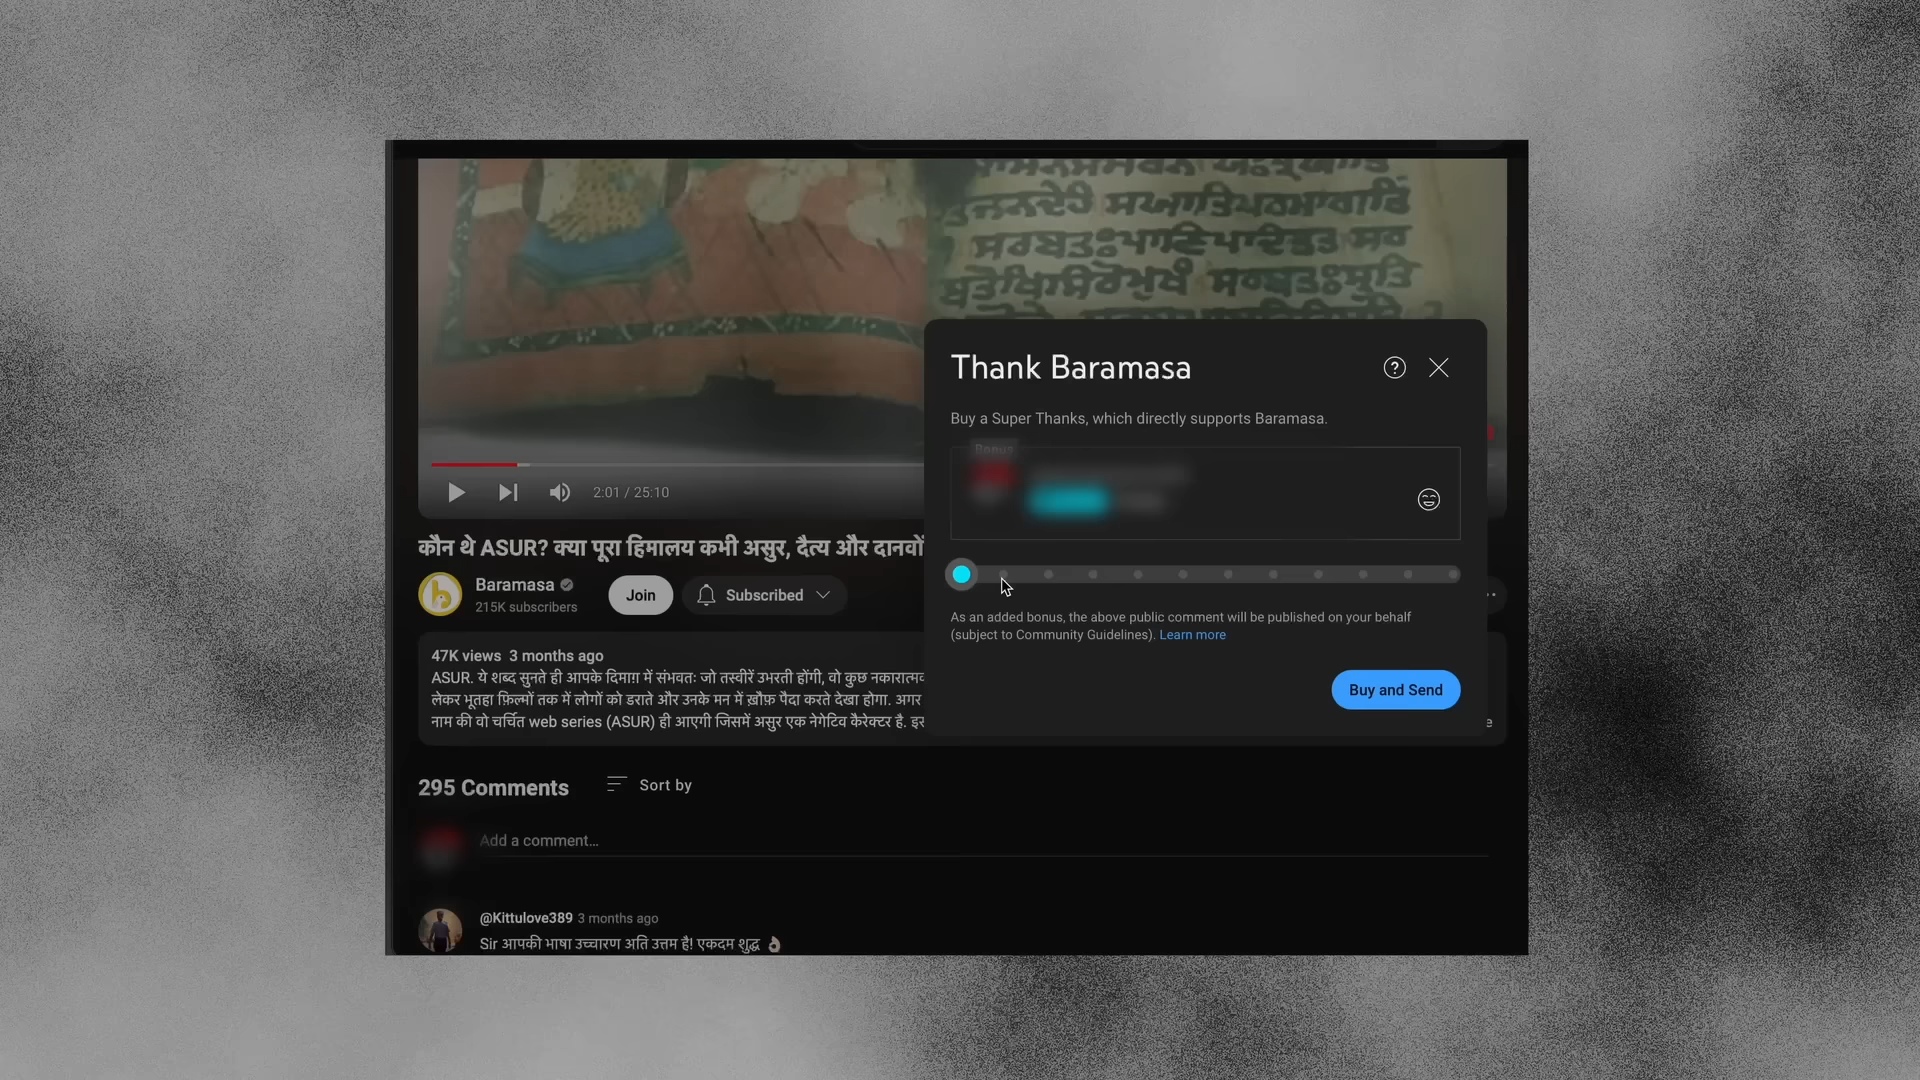 Thank Baramasa
Buy a Super Thanks, which directly supports Baramasa.
Bonus
2:01 / 25:10
कौन थे ASUR? क्या पूरा हिमालय कभी असुर, दैत्य और दानवों
Baramasa
215K subscribers
Join
Subscribed
As an added bonus, the above public comment will be published on your behalf
(subject to Community Guidelines). Learn more
Buy and Send
47K views 3 months ago
ASUR. ये शब्द सुनते ही आपके दिमाग़ में संभवतः जो तस्वीरें उभरती होंगी, वो कुछ नकारात्मक
लेकर भूतहा फ़िल्मों तक में लोगों को डराते और उनके मन में ख़ौफ़ पैदा करते देखा होगा. अगर
नाम की वो चर्चित web series (ASUR) ही आएगी जिसमें असुर एक नेगेटिव कैरेक्टर है.
295 Comments
Sort by
Add a comment...
@Kittulove389 3 months ago
Sir आपकी भाषा उच्चारण अति उत्तम है! एकदम शुद्ध 👌🏽